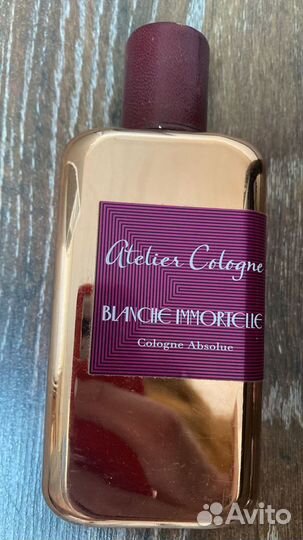 Atelier Cologne
BLANCHE IMMORTELLE
Cologne Absolue
Avito